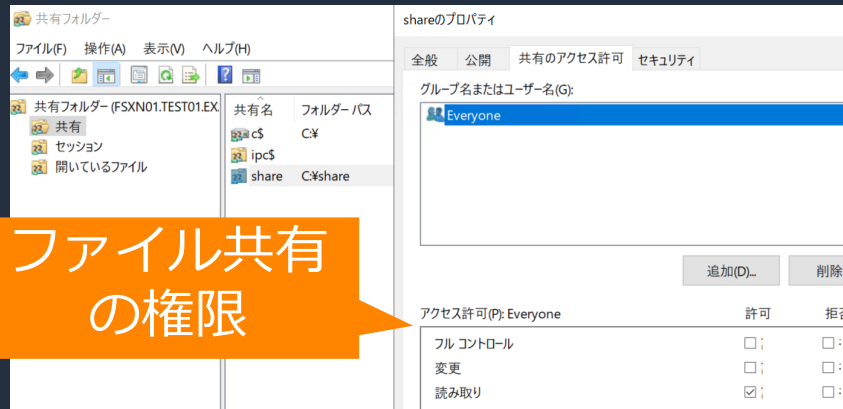 共有フォルダー
ファイル(F) 操作(A) 表示(V) ヘルプ(H)
共有フォルダー (FSXN01.TEST01.EX
共有
セッション
開いているファイル
共有名 フォルダー パス
c$ C:¥
ipc$
share C:¥share
ファイル共有
の権限
shareのプロパティ
全般 公開 共有のアクセス許可 セキュリティ
グループ名またはユーザー名(G):
Everyone
追加(D)... 削除
アクセス許可(P): Everyone 許可 拒否
フル コントロール
変更
読み取り